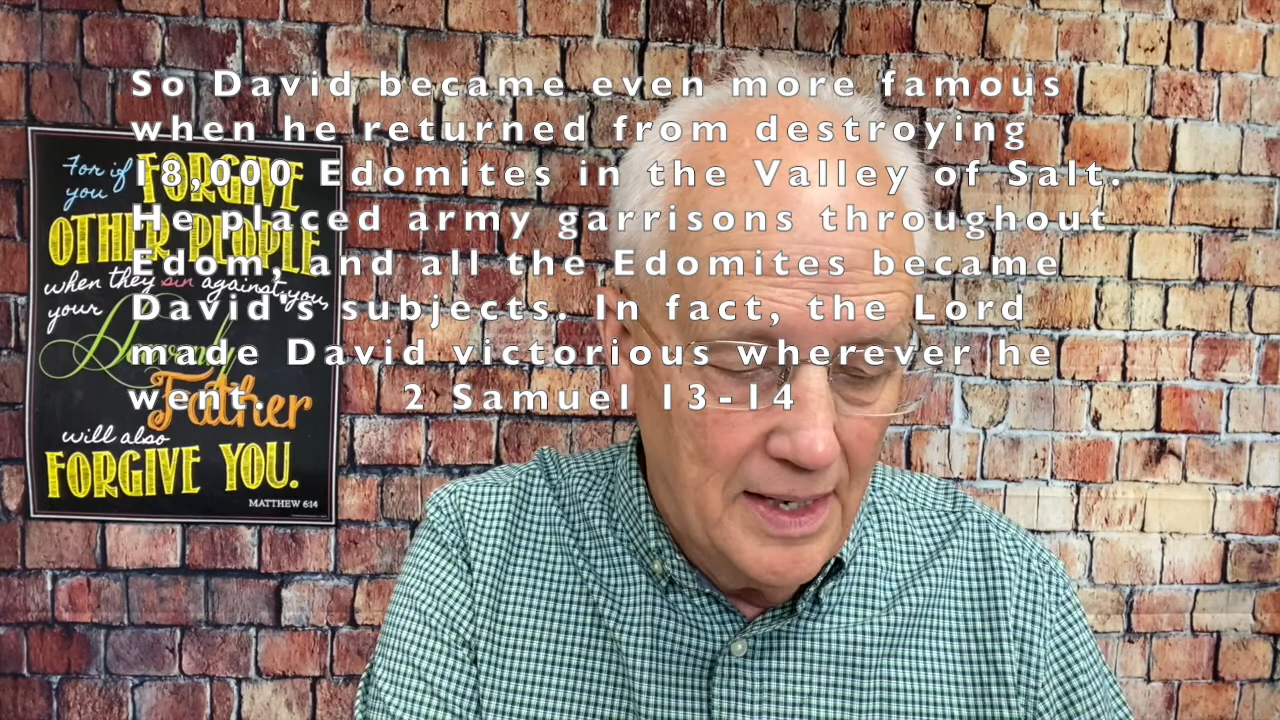 So David became even more famous
when he returned from destroying
18,000 Edomites in the Valley of Salt.
He placed army garrisons throughout
Edom, and all the Edomites became
David's subjects. In fact, the Lord
made David victorious wherever he
went. 2 Samuel 13-14
For if
you FORGIVE
OTHER PEOPLE
when they sin against you,
your Heavenly
Father
will also
FORGIVE YOU.
MATTHEW 6:14